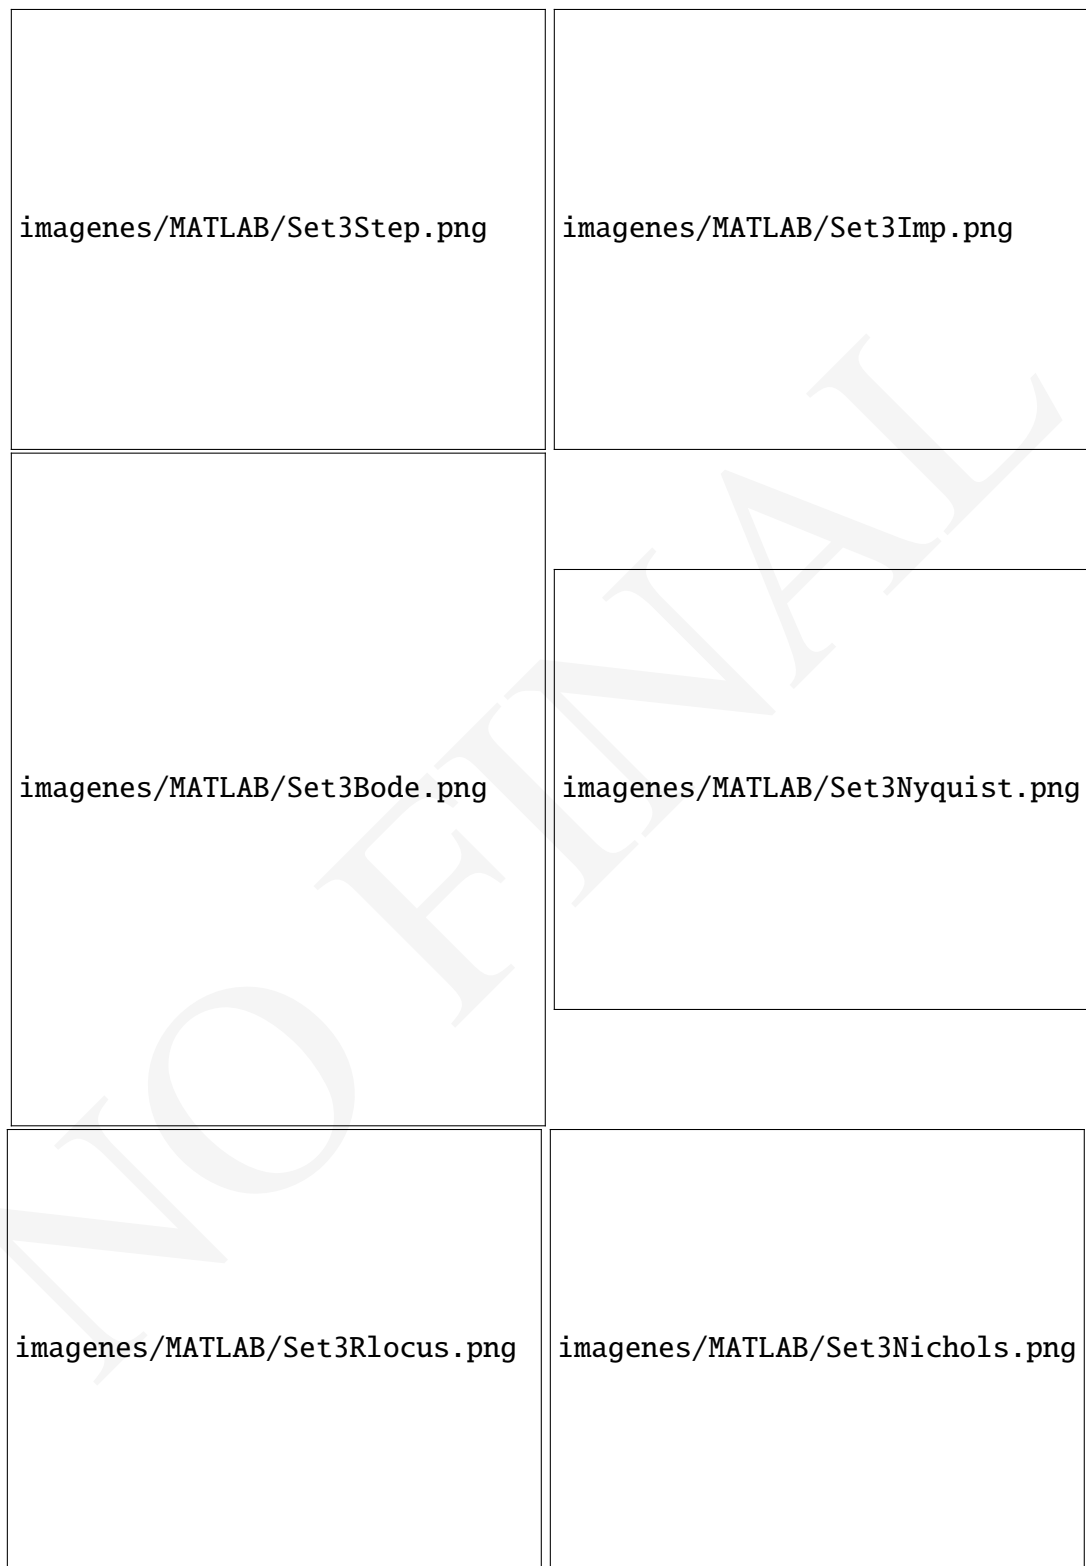 imagenes/MATLAB/Set3Step.png
imagenes/MATLAB/Set3Imp.png
imagenes/MATLAB/Set3Bode.png
imagenes/MATLAB/Set3Nyquist.png
imagenes/MATLAB/Set3Rlocus.png
imagenes/MATLAB/Set3Nichols.png
NO FINAL